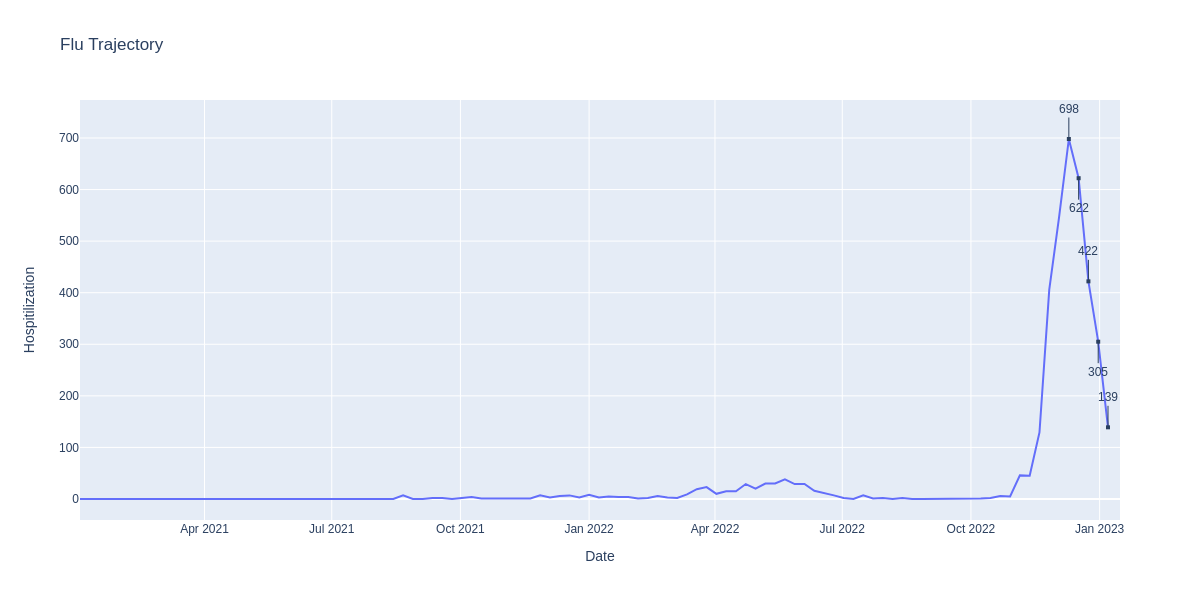 Flu Trajectory
698
700
600
622
500
422
400
300
305
200
139
100
0
Apr 2021
Jul 2021
Oct 2021
Jan 2022
Apr 2022
Jul 2022
Oct 2022
Jan 2023
Date
Hospitilization